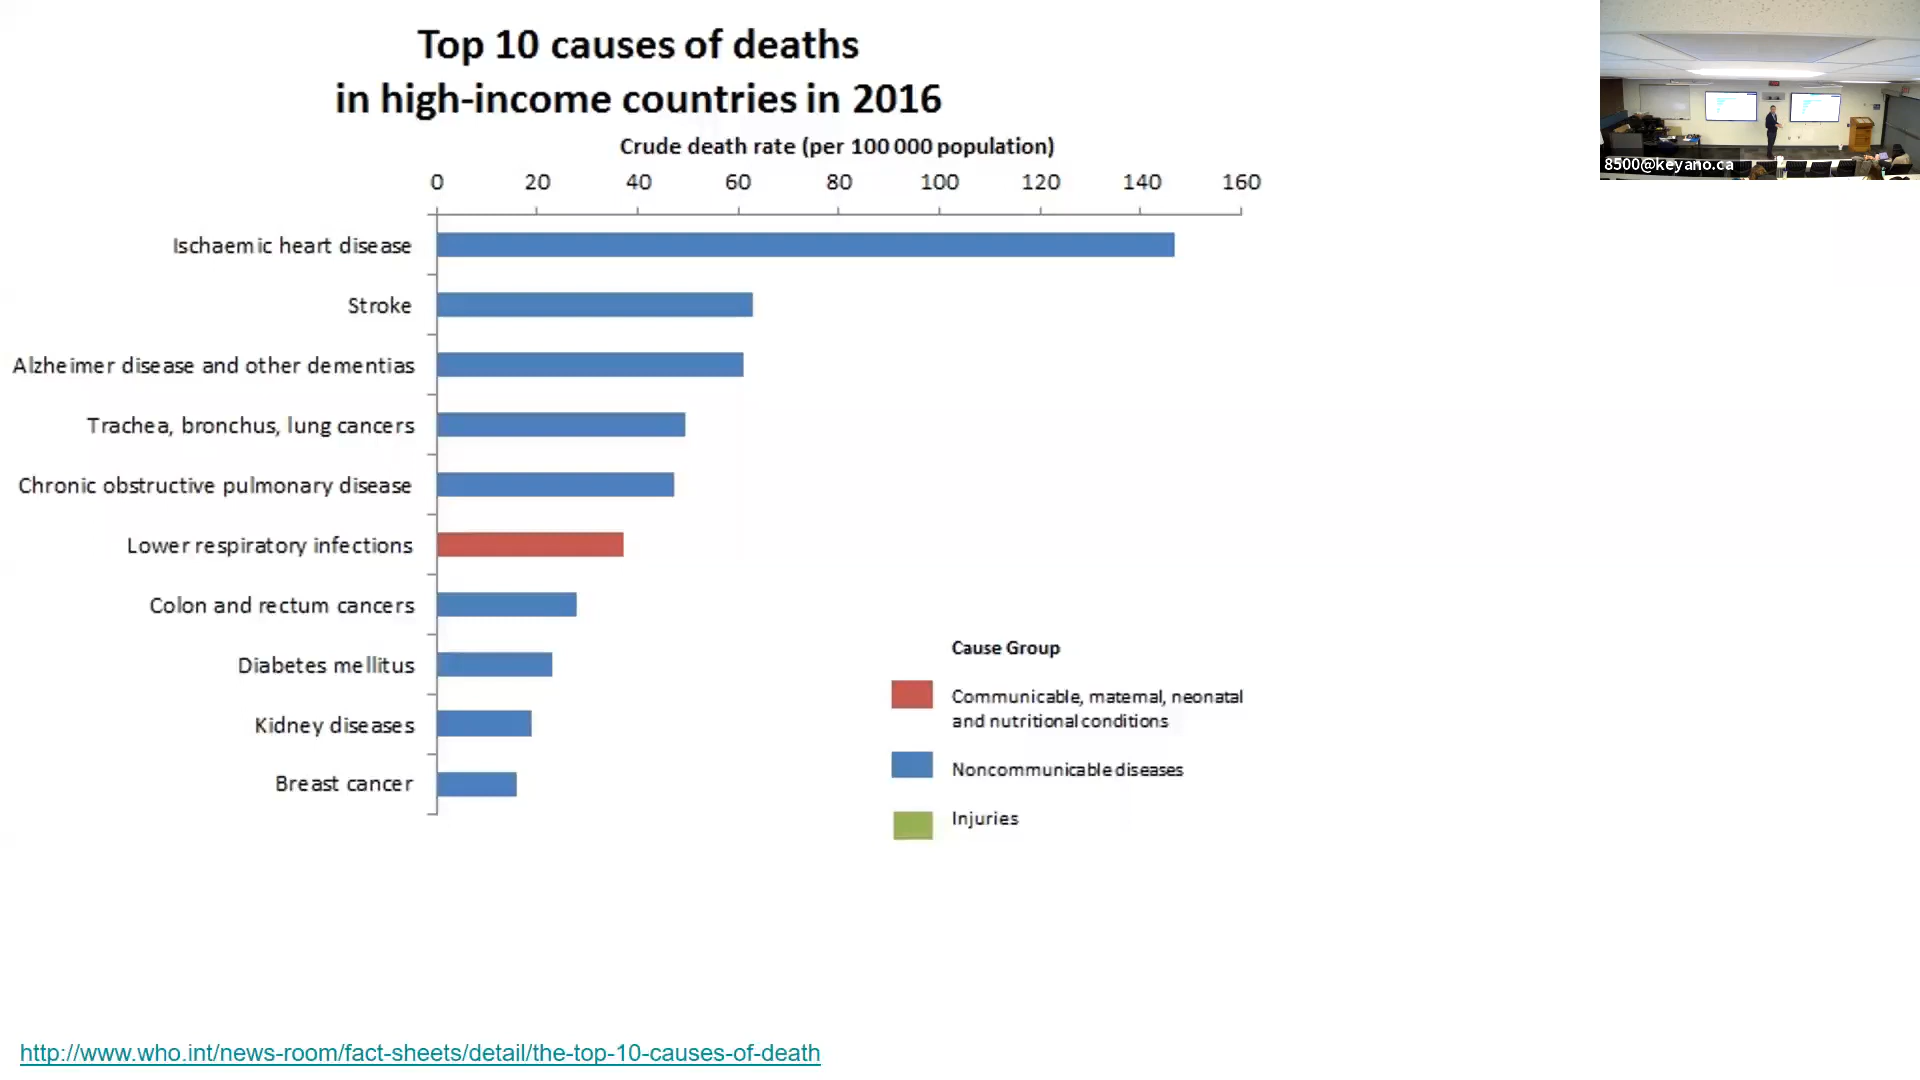 Top 10 causes of deaths
in high-income countries in 2016
Crude death rate (per 100 000 population)
0 20 40 60 80 100 120 140 160
Ischaemic heart disease
Stroke
Alzheimer disease and other dementias
Trachea, bronchus, lung cancers
Chronic obstructive pulmonary disease
Lower respiratory infections
Colon and rectum cancers
Diabetes mellitus
Kidney diseases
Breast cancer
Cause Group
Communicable, maternal, neonatal
and nutritional conditions
Noncommunicable diseases
Injuries
http://www.who.int/news-room/fact-sheets/detail/the-top-10-causes-of-death
8500@keyano.ca